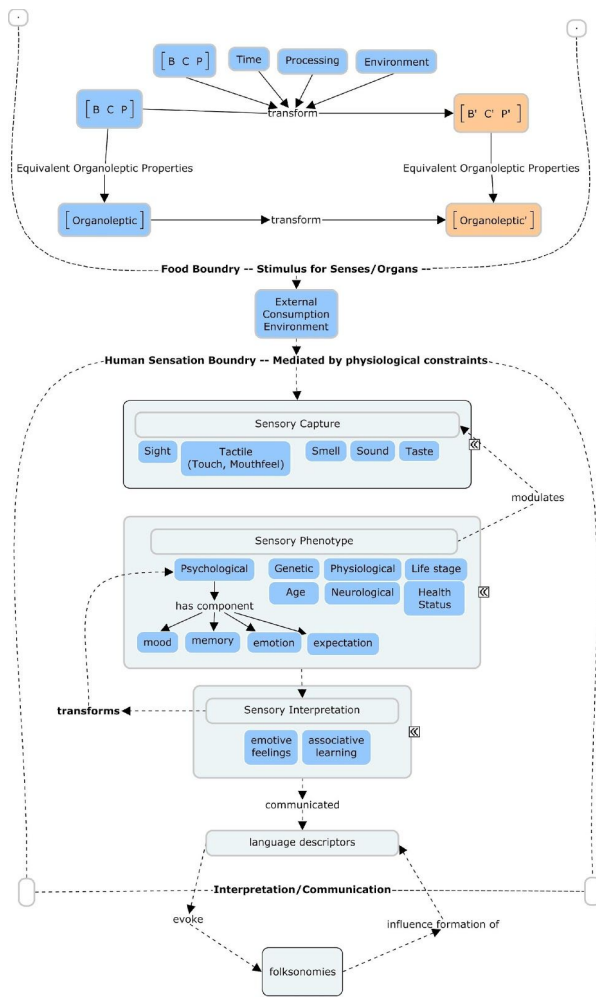 [B C P]
Time
Processing
Environment
[B C P]
transform
[B' C' P' ]
Equivalent Organoleptic Properties
Equivalent Organoleptic Properties
[Organoleptic]
transform
[Organoleptic']
Food Boundry -- Stimulus for Senses/Organs
External
Consumption
Environment
Human Sensation Boundry -- Mediated by physiological constraints
Sensory Capture
Sight
Tactile
(Touch, Mouthfeel)
Smell
Sound
Taste
modulates
Sensory Phenotype
Psychological
Genetic
Physiological
Life stage
Age
Neurological
Health
Status
has component
mood
memory
emotion
expectation
Sensory Interpretation
transforms
emotive
feelings
associative
learning
communicated
language descriptors
Interpretation/Communication
evoke
influence formation of
folksonomies